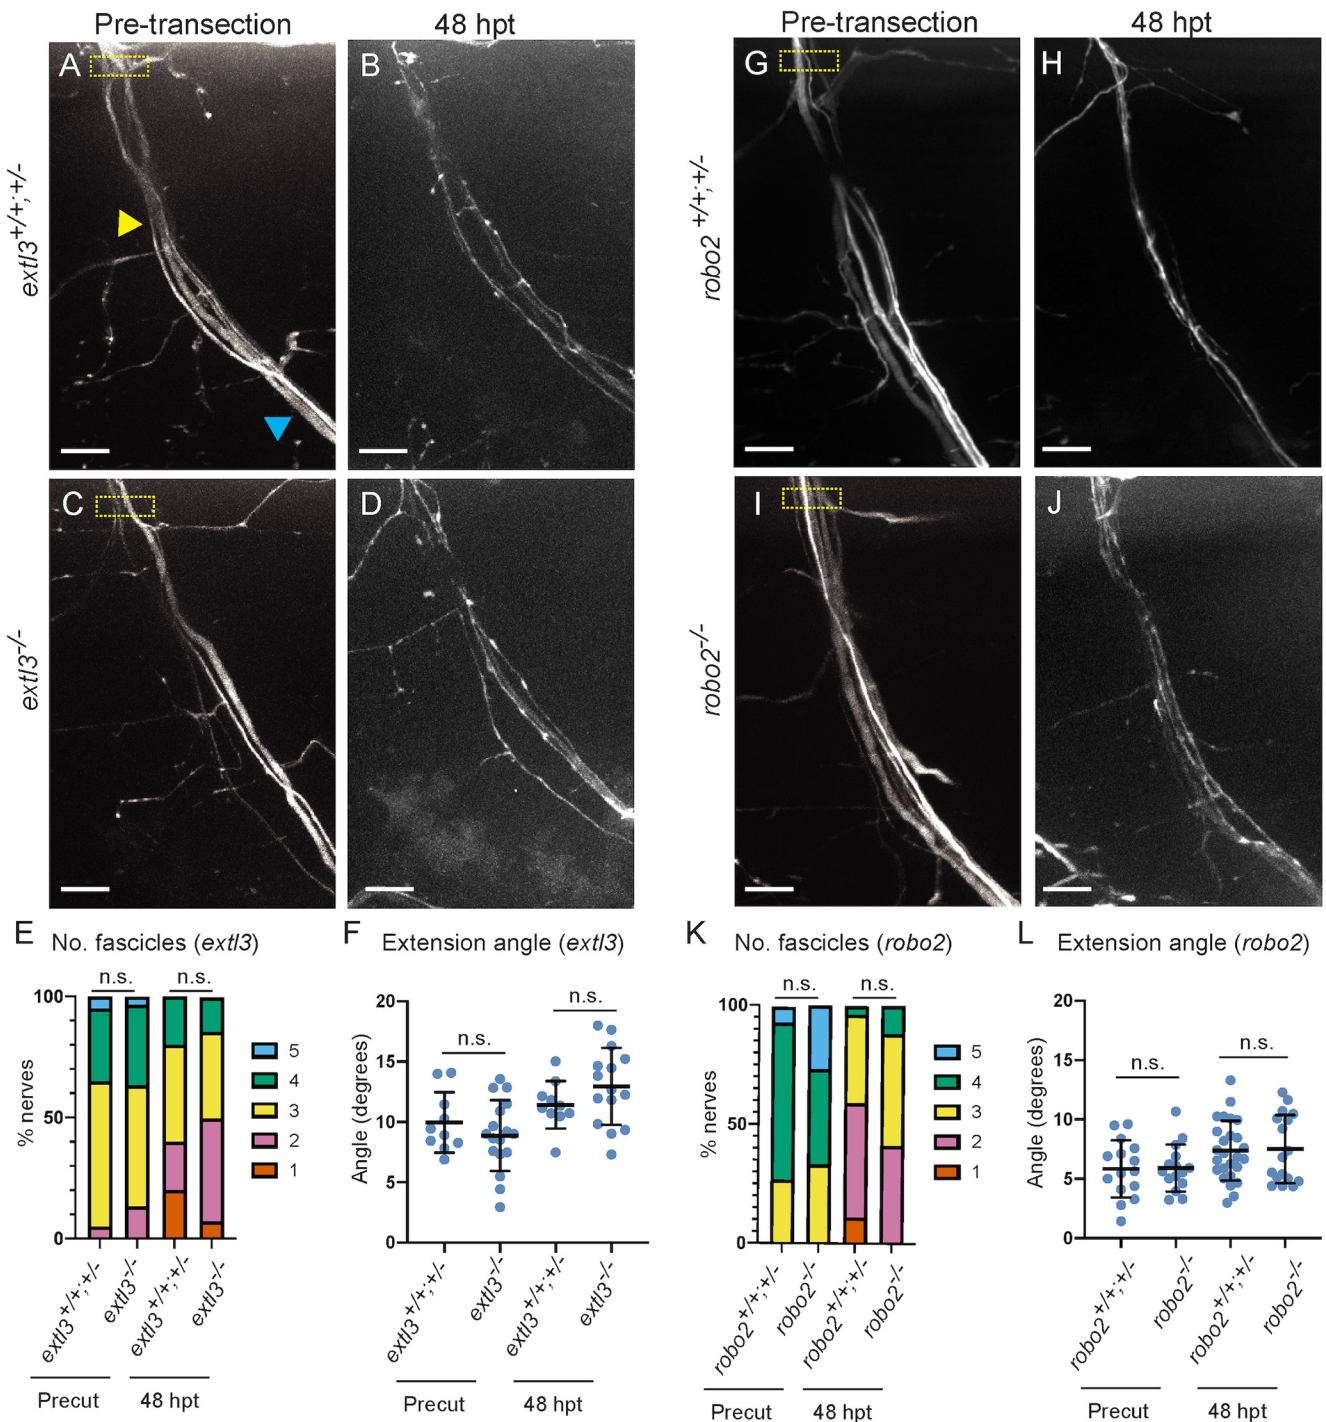 Pre-transection
48 hpt
Pre-transection
48 hpt
A
B
G
H
extl3+/+;+/-
robo2+/+;+/-
C
D
I
J
extl3-/-
robo2-/-
E
No. fascicles (extl3)
n.s.
n.s.
100
50
0
% nerves
5
4
3
2
1
extl3+/+;+/-
extl3-/-
extl3+/+;+/-
extl3-/-
Precut
48 hpt
F
Extension angle (extl3)
20
15
10
5
0
Angle (degrees)
n.s.
n.s.
extl3+/+;+/-
extl3-/-
extl3+/+;+/-
extl3-/-
Precut
48 hpt
K
No. fascicles (robo2)
n.s.
n.s.
100
50
0
% nerves
5
4
3
2
1
robo2+/+;+/-
robo2-/-
robo2+/+;+/-
robo2-/-
Precut
48 hpt
L
Extension angle (robo2)
20
15
10
5
0
Angle (degrees)
n.s.
n.s.
robo2+/+;+/-
robo2-/-
robo2+/+;+/-
robo2-/-
Precut
48 hpt